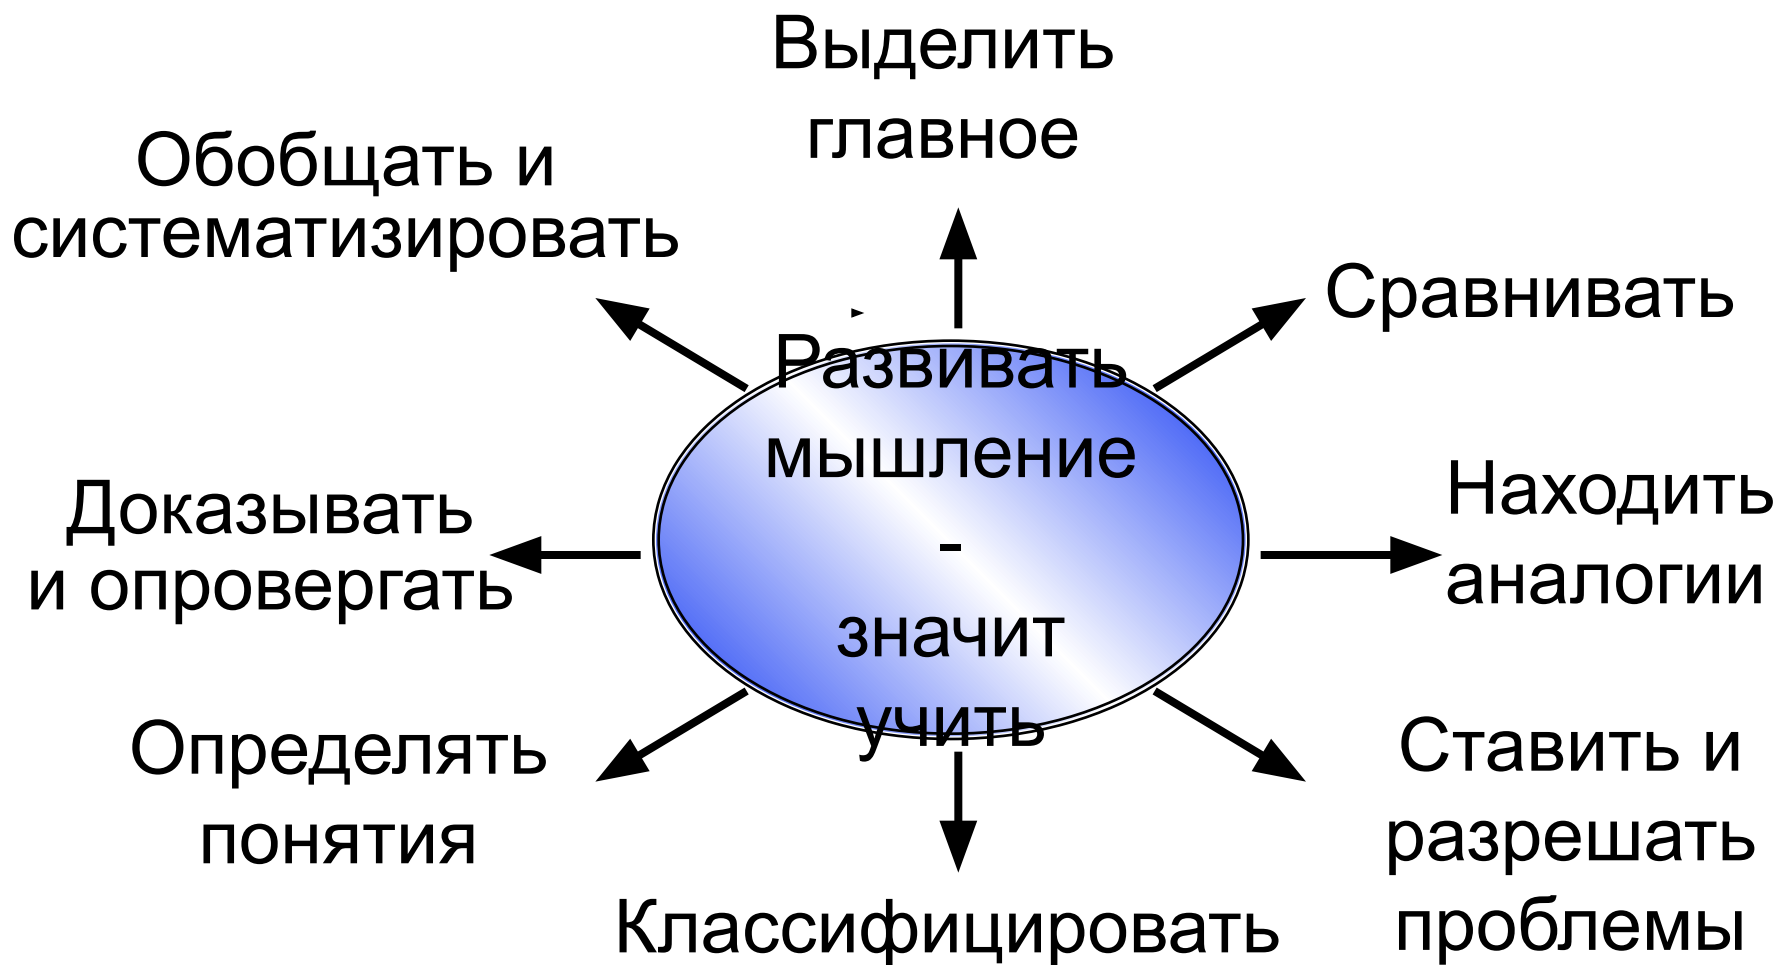 Выделить
главное
Обобщать и
систематизировать
Сравнивать
Развивать
мышление
-
значит
учить
Находить
аналогии
Доказывать
и опровергать
Определять
понятия
Ставить и
разрешать
проблемы
Классифицировать